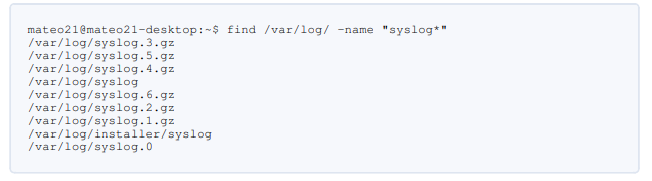 mateo21@mateo21-desktop:~$ find /var/log/ -name "syslog*"
/var/log/syslog.3.gz
/var/log/syslog.5.gz
/var/log/syslog.4.gz
/var/log/syslog
/var/log/syslog.6.gz
/var/log/syslog.2.gz
/var/log/syslog.1.gz
/var/log/installer/syslog
/var/log/syslog.0